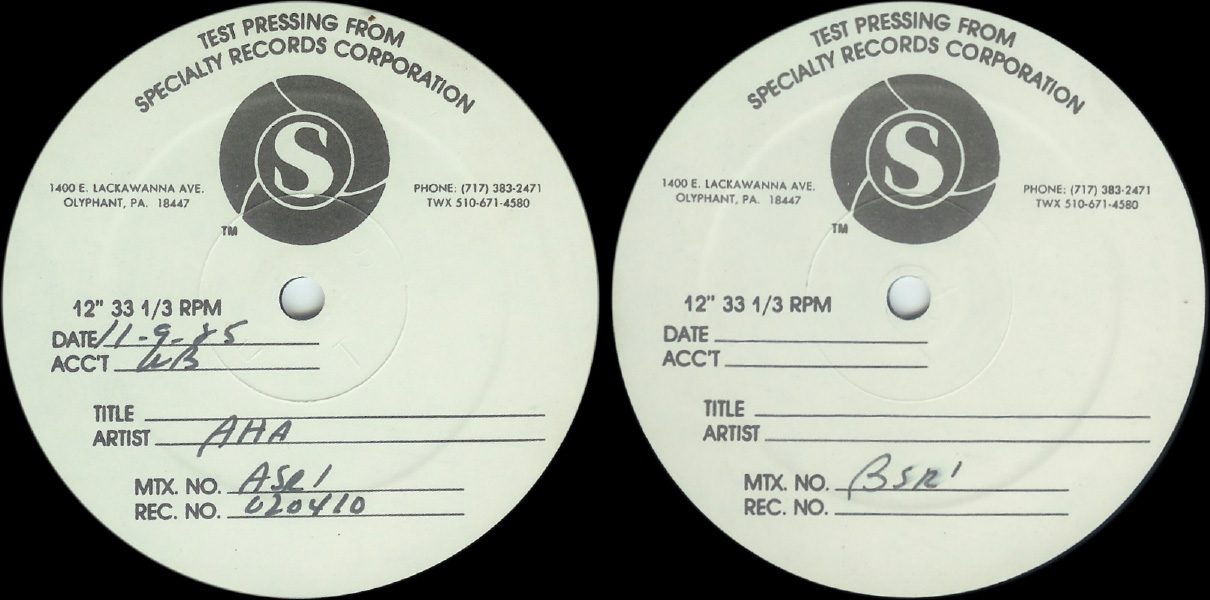 TEST PRESSING FROM
SPECIALTY RECORDS CORPORATION
S
1400 E. LACKAWANNA AVE.
OLYPHANT, PA. 18447
PHONE: (717) 383-2471
TWX 510-671-4580
TM
12" 33 1/3 RPM
DATE 11-9-85
ACC'T WB
TITLE
ARTIST AHA
MTX. NO. ASR1
REC. NO. 020410
TEST PRESSING FROM
SPECIALTY RECORDS CORPORATION
S
1400 E. LACKAWANNA AVE.
OLYPHANT, PA. 18447
PHONE: (717) 383-2471
TWX 510-671-4580
TM
12" 33 1/3 RPM
DATE
ACC'T
TITLE
ARTIST
MTX. NO. BSR1
REC. NO.